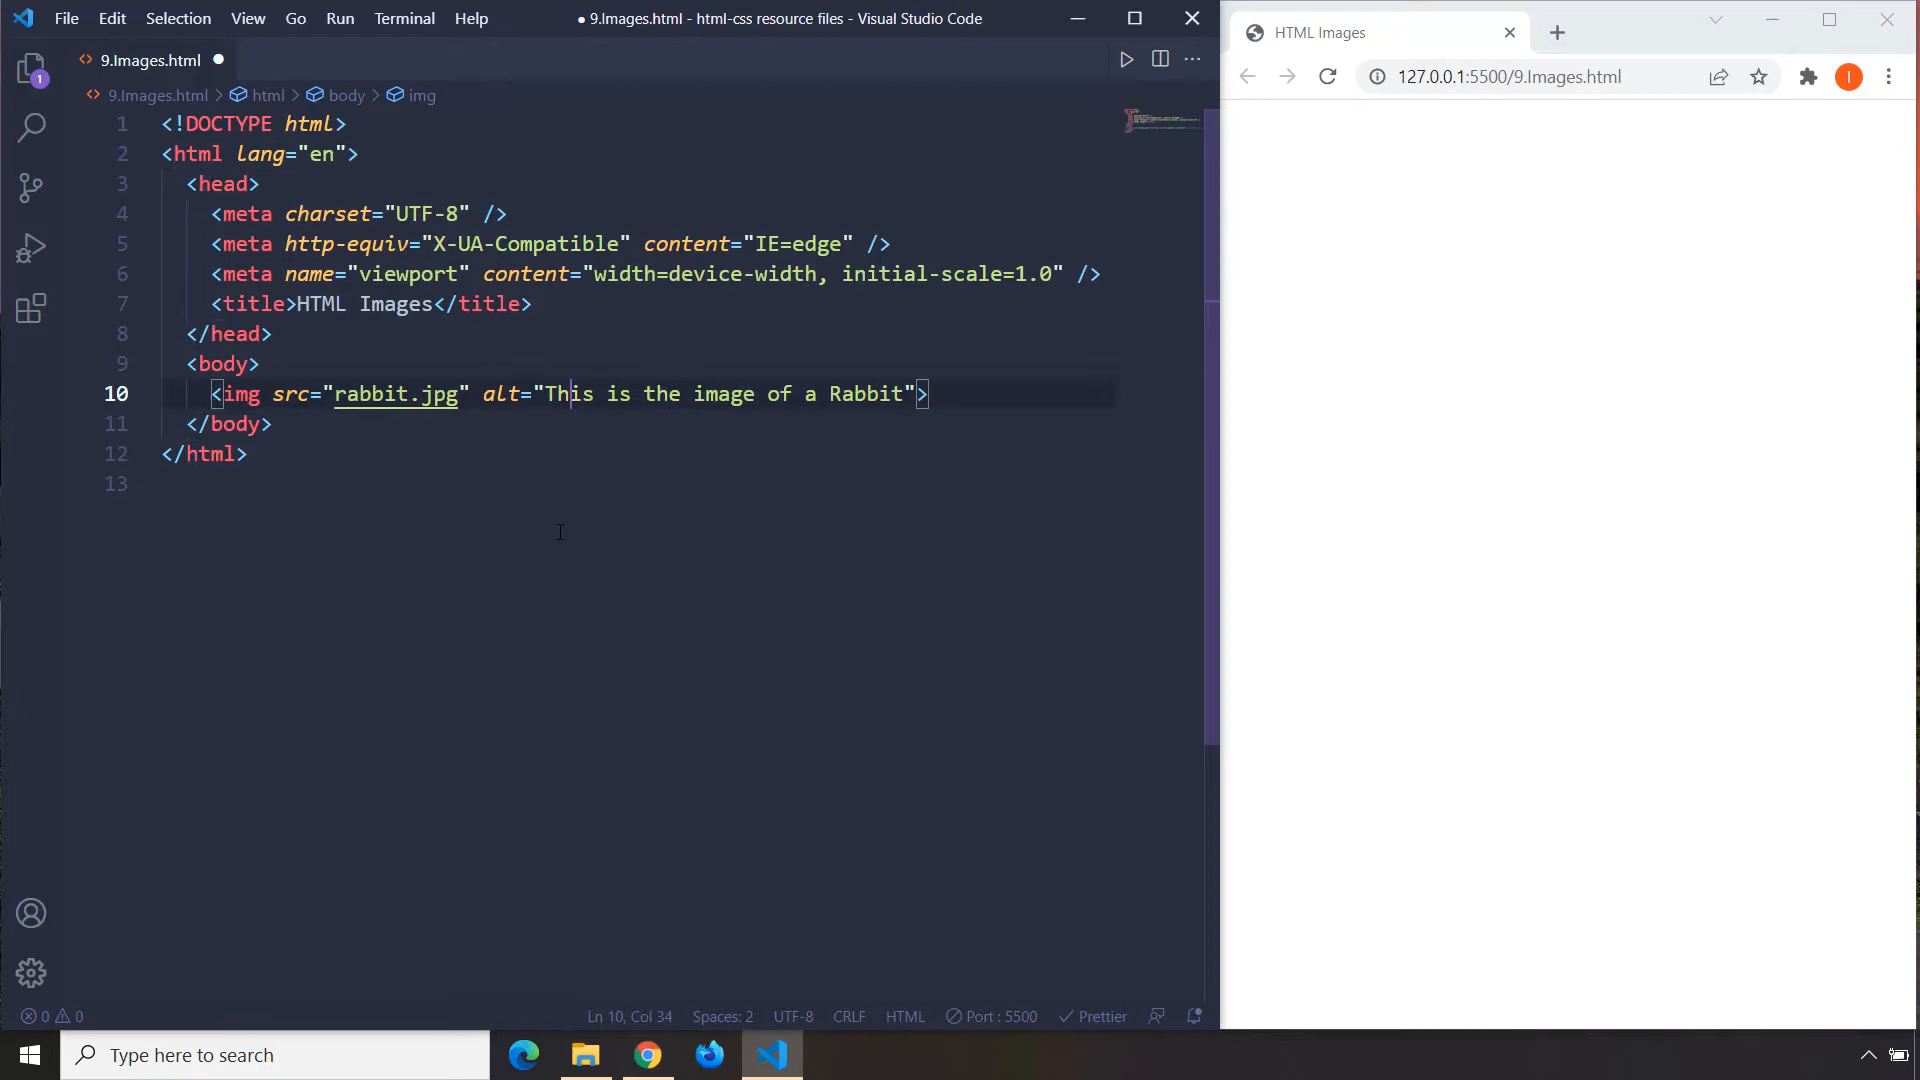 File Edit Selection View Go Run Terminal Help ● 9.Images.html - html-css resource files - Visual Studio Code
9.Images.html
1
9.Images.html > html > body > img
1 <!DOCTYPE html>
2 <html lang="en">
3 <head>
4 <meta charset="UTF-8" />
5 <meta http-equiv="X-UA-Compatible" content="IE=edge" />
6 <meta name="viewport" content="width=device-width, initial-scale=1.0" />
7 <title>HTML Images</title>
8 </head>
9 <body>
10 <img src="rabbit.jpg" alt="This is the image of a Rabbit">
11 </body>
12 </html>
13
0 0 Ln 10, Col 34 Spaces: 2 UTF-8 CRLF HTML Port : 5500 Prettier
HTML Images
127.0.0.1:5500/9.Images.html
I
Type here to search